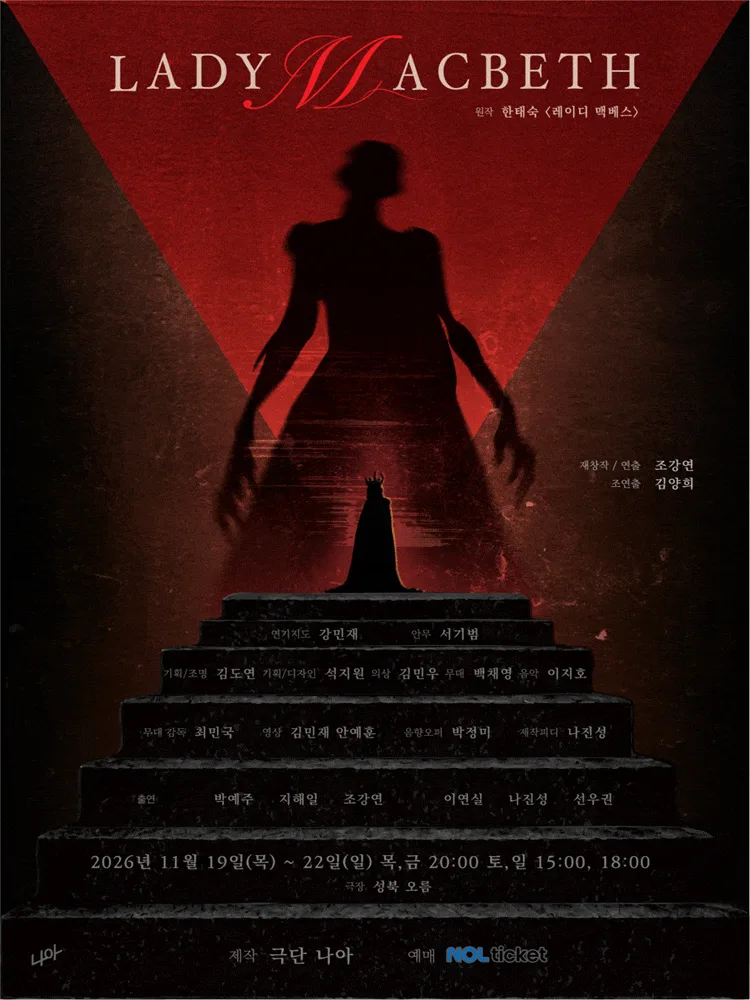 LADY MACBETH
원작 한태숙 〈레이디 맥베스〉
재창작 / 연출 조강연
조연출 김양희
연기지도 강민재 안무 서기범
기획/조명 김도연 기획/디자인 석지원 의상 김민우 무대 백채영 음악 이지호
무대 감독 최민국 영상 김민재 안예훈 음향오퍼 박정미 제작피디 나진성
출연 박예주 지해일 조강연 이연실 나진성 선우권
2026년 11월 19일(목) ~ 22일(일) 목,금 20:00 토,일 15:00, 18:00
극장 성북 오름
나아 제작 극단 나아 예매 NOL ticket